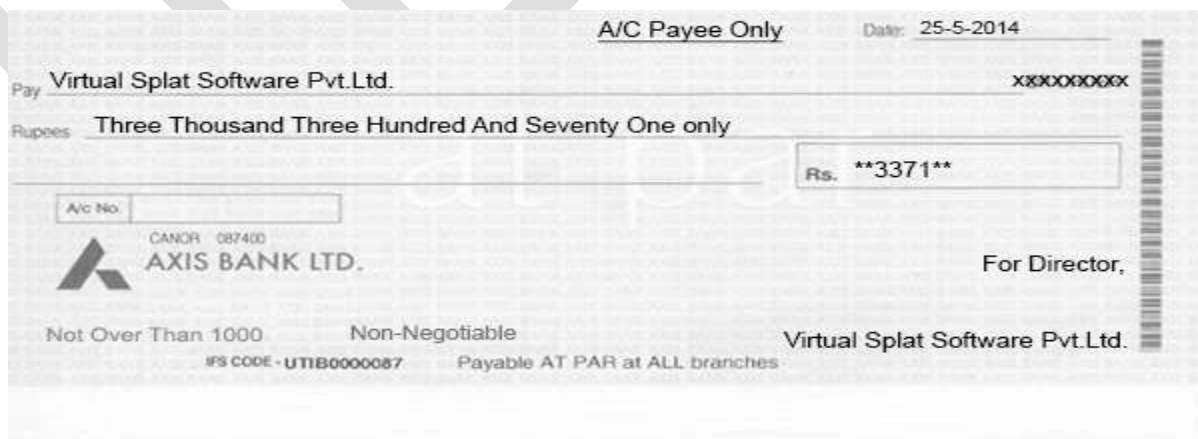 A/C Payee Only Date: 25-5-2014
Pay Virtual Splat Software Pvt.Ltd. xxxxxxxxx
Rupees Three Thousand Three Hundred And Seventy One only
at par
Rs. **3371**
A/c No.
CANOR 087400
AXIS BANK LTD.
For Director,
Not Over Than 1000 Non-Negotiable
Virtual Splat Software Pvt.Ltd.
IFS CODE - UTIB0000087 Payable AT PAR at ALL branches